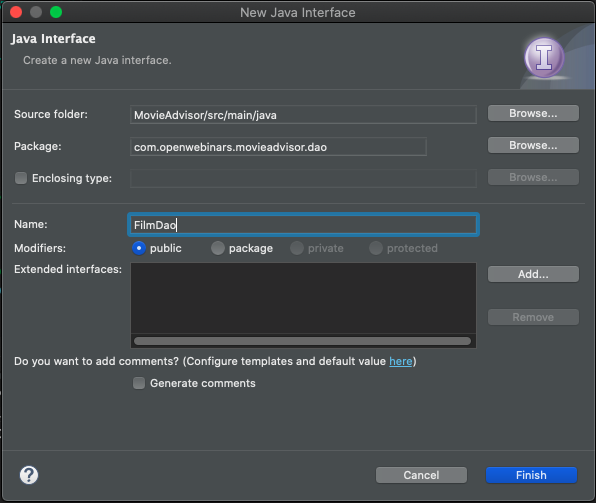 New Java Interface
Java Interface
Create a new Java interface.
I
Source folder: MovieAdvisor/src/main/java Browse...
Package: com.openwebinars.movieadvisor.dao Browse...
Enclosing type: Browse...
Name: FilmDao
Modifiers: public package private protected
Extended interfaces: Add...
Remove
Do you want to add comments? (Configure templates and default value here)
Generate comments
? Cancel Finish